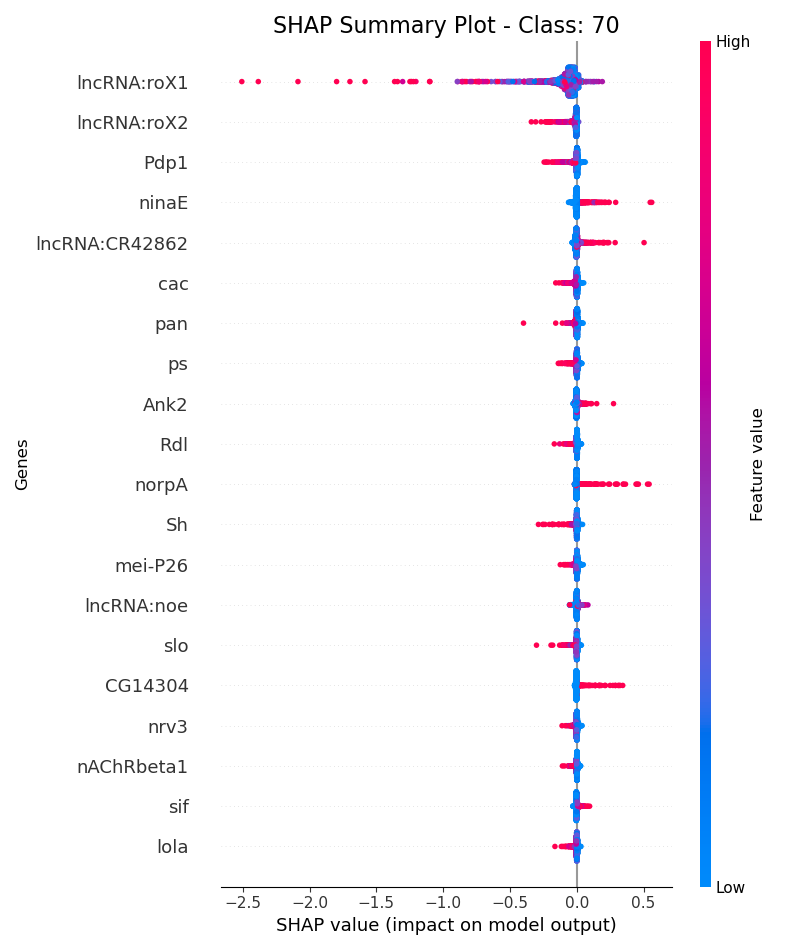 SHAP Summary Plot - Class: 70
High
lncRNA:roX1
lncRNA:roX2
Pdp1
ninaE
lncRNA:CR42862
cac
pan
ps
Ank2
Rdl
norpA
Sh
mei-P26
lncRNA:noe
slo
CG14304
nrv3
nAChRbeta1
sif
lola
Genes
Feature value
Low
−2.5 −2.0 −1.5 −1.0 −0.5 0.0 0.5
SHAP value (impact on model output)